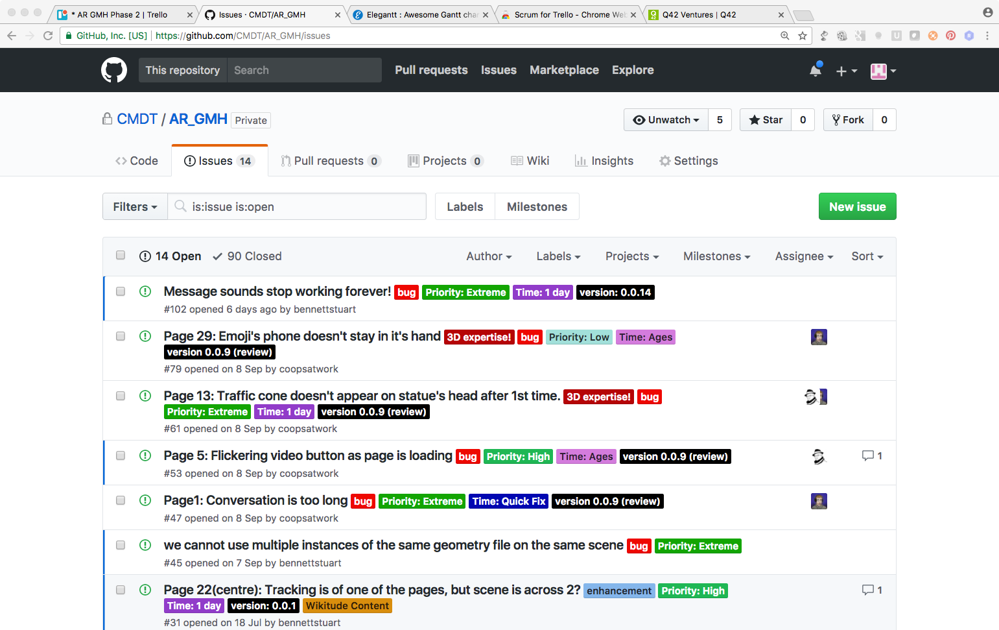 * AR GMH Phase 2 | Trello
Issues · CMDT/AR_GMH
Elegantt : Awesome Gantt char
Scrum for Trello - Chrome Web
Q42 Ventures | Q42
GitHub, Inc. [US] https://github.com/CMDT/AR_GMH/issues
This repository Search Pull requests Issues Marketplace Explore
CMDT / AR_GMH Private
Unwatch 5 Star 0 Fork 0
Code Issues 14 Pull requests 0 Projects 0 Wiki Insights Settings
Filters is:issue is:open Labels Milestones New issue
14 Open 90 Closed Author Labels Projects Milestones Assignee Sort
Message sounds stop working forever! bug Priority: Extreme Time: 1 day version: 0.0.14
#102 opened 6 days ago by bennettstuart
Page 29: Emoji's phone doesn't stay in it's hand 3D expertise! bug Priority: Low Time: Ages
version 0.0.9 (review)
#79 opened on 8 Sep by coopsatwork
Page 13: Traffic cone doesn't appear on statue's head after 1st time. 3D expertise! bug
Priority: Extreme Time: 1 day version 0.0.9 (review)
#61 opened on 8 Sep by coopsatwork
Page 5: Flickering video button as page is loading bug Priority: High Time: Ages version 0.0.9 (review) 1
#53 opened on 8 Sep by coopsatwork
Page1: Conversation is too long bug Priority: Extreme Time: Quick Fix version 0.0.9 (review)
#47 opened on 8 Sep by coopsatwork
we cannot use multiple instances of the same geometry file on the same scene bug Priority: Extreme
#45 opened on 7 Sep by bennettstuart
Page 22(centre): Tracking is of one of the pages, but scene is across 2? enhancement Priority: High 1
Time: 1 day version: 0.0.1 Wikitude Content
#31 opened on 18 Jul by bennettstuart